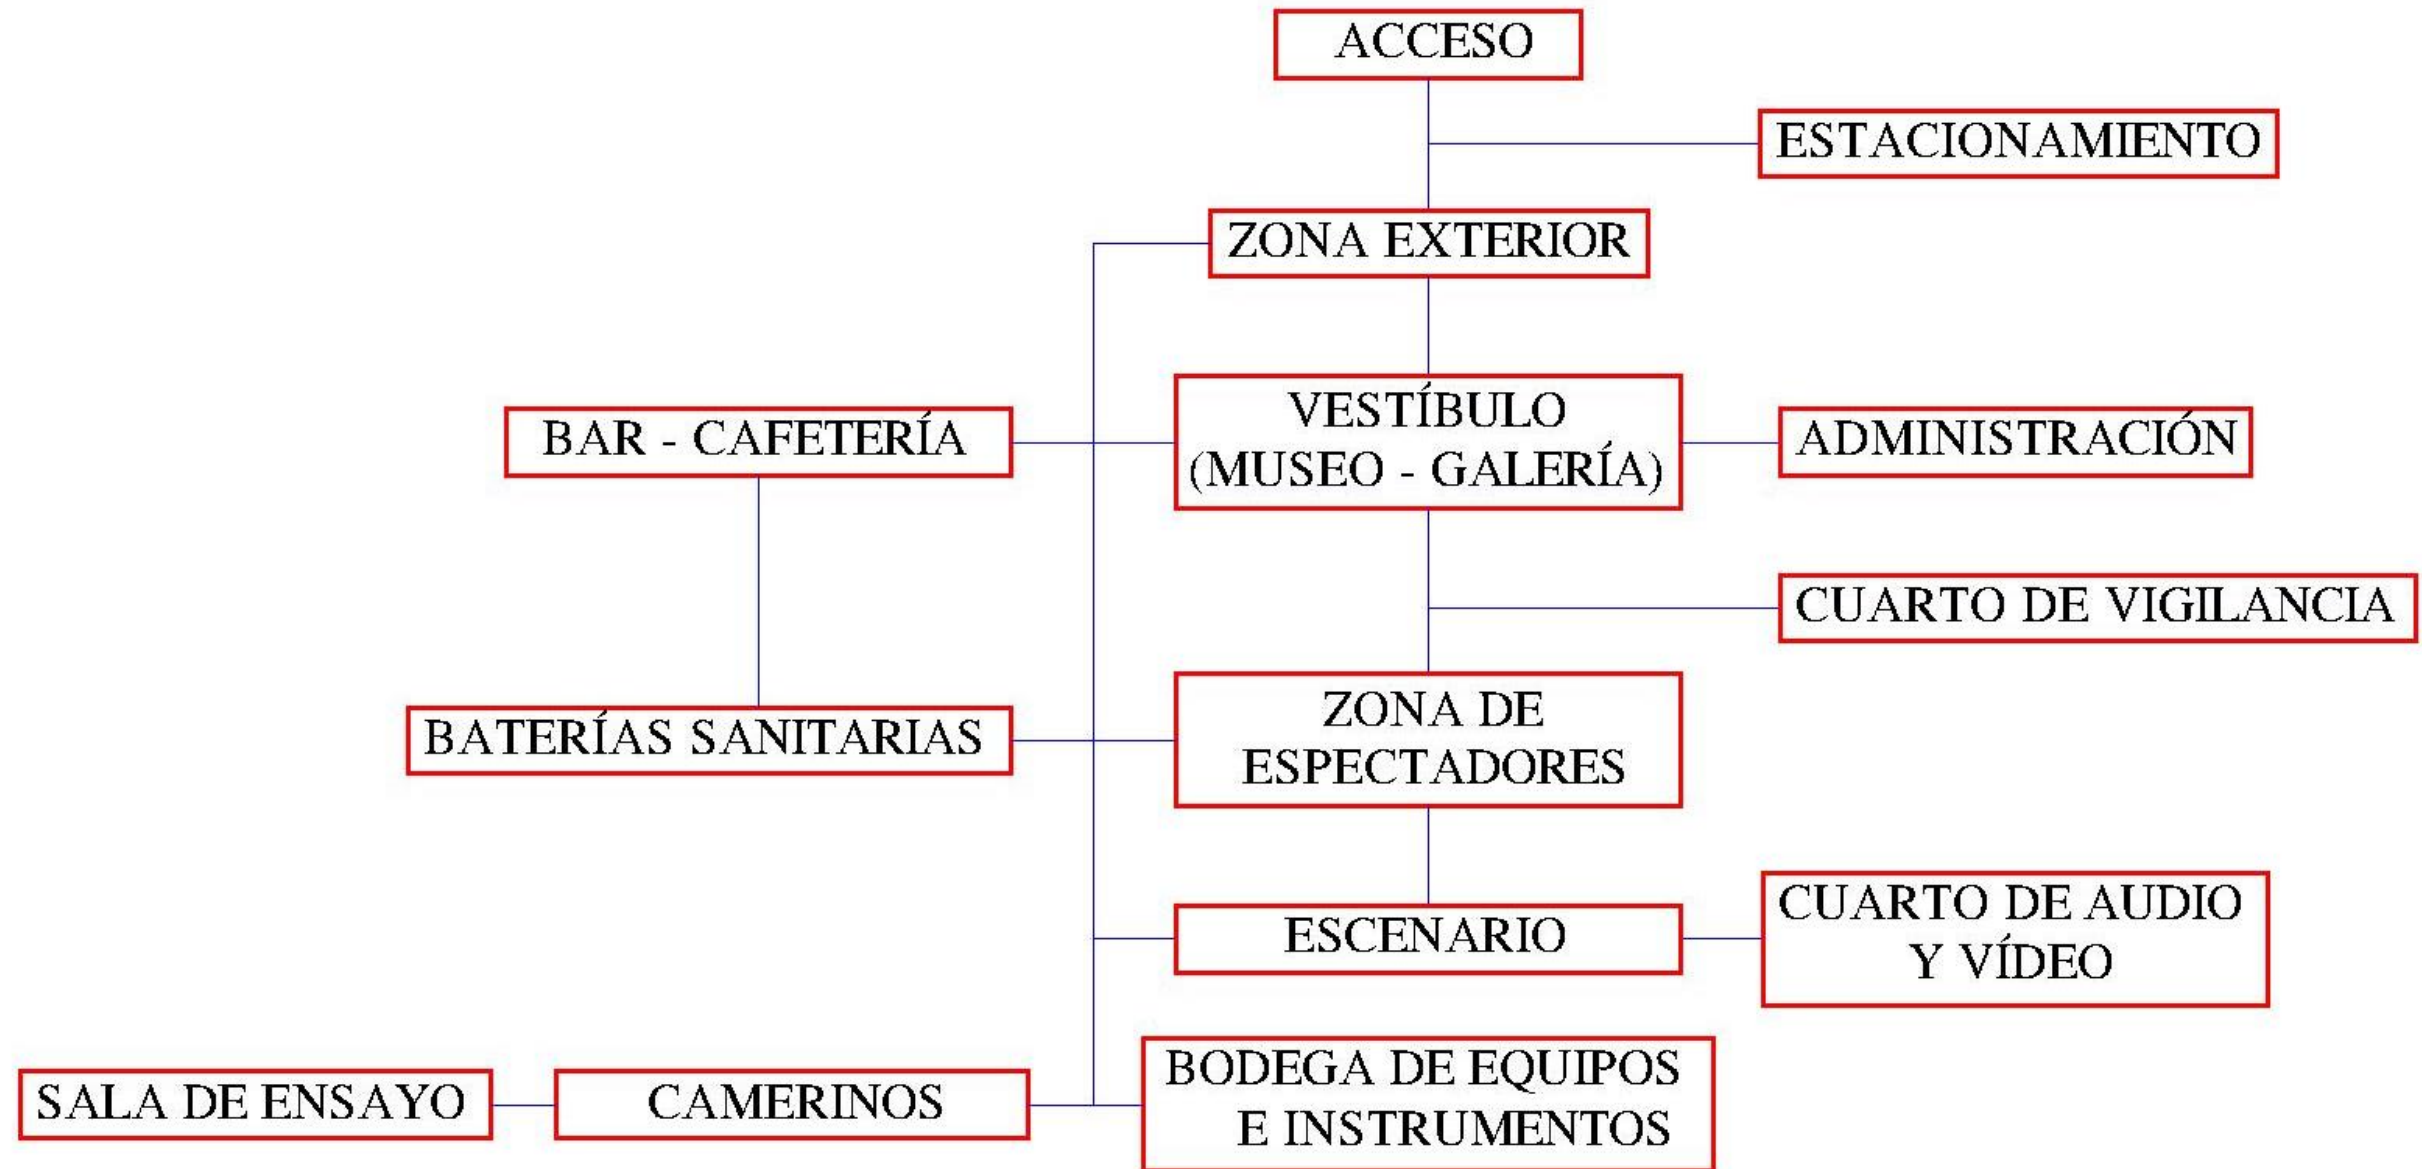 ACCESO
ESTACIONAMIENTO
ZONA EXTERIOR
BAR - CAFETERÍA
VESTÍBULO
(MUSEO - GALERÍA)
ADMINISTRACIÓN
CUARTO DE VIGILANCIA
BATERÍAS SANITARIAS
ZONA DE
ESPECTADORES
ESCENARIO
CUARTO DE AUDIO
Y VÍDEO
SALA DE ENSAYO
CAMERINOS
BODEGA DE EQUIPOS
E INSTRUMENTOS